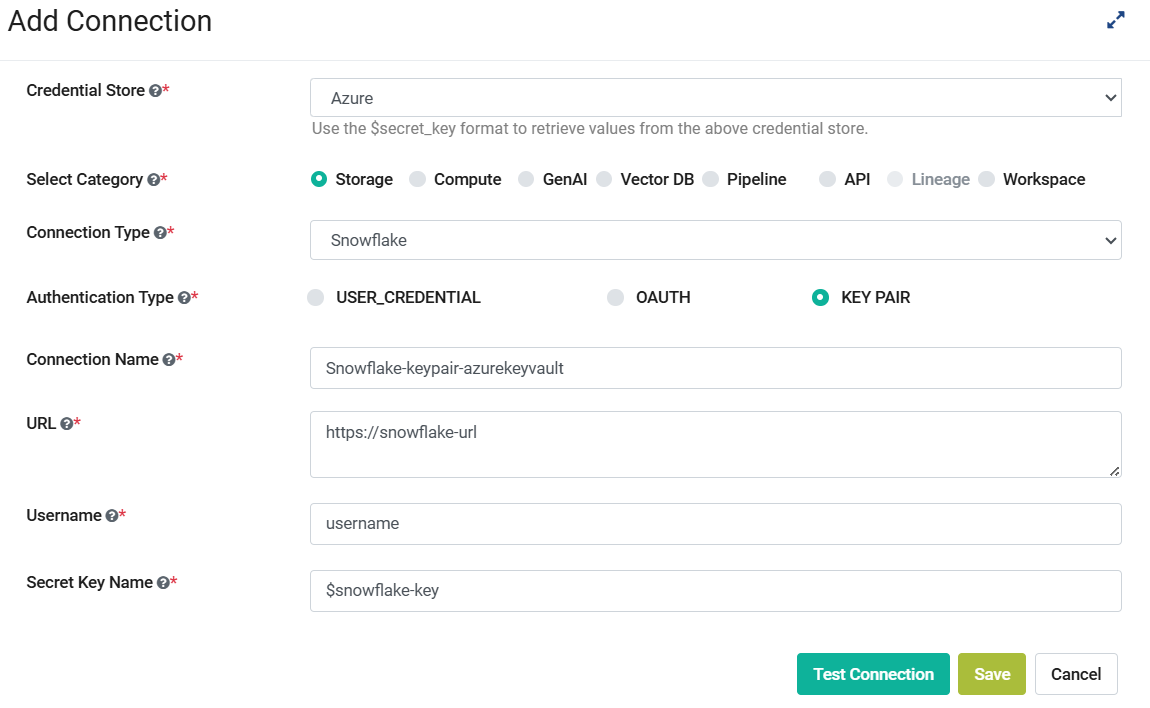 Add Connection
Credential Store ?*
Azure
Use the $secret_key format to retrieve values from the above credential store.
Select Category ?* Storage Compute GenAI Vector DB Pipeline API Lineage Workspace
Connection Type ?*
Snowflake
Authentication Type ?* USER_CREDENTIAL OAUTH KEY PAIR
Connection Name ?*
Snowflake-keypair-azurekeyvault
URL ?*
https://snowflake-url
Username ?*
username
Secret Key Name ?*
$snowflake-key
Test Connection Save Cancel